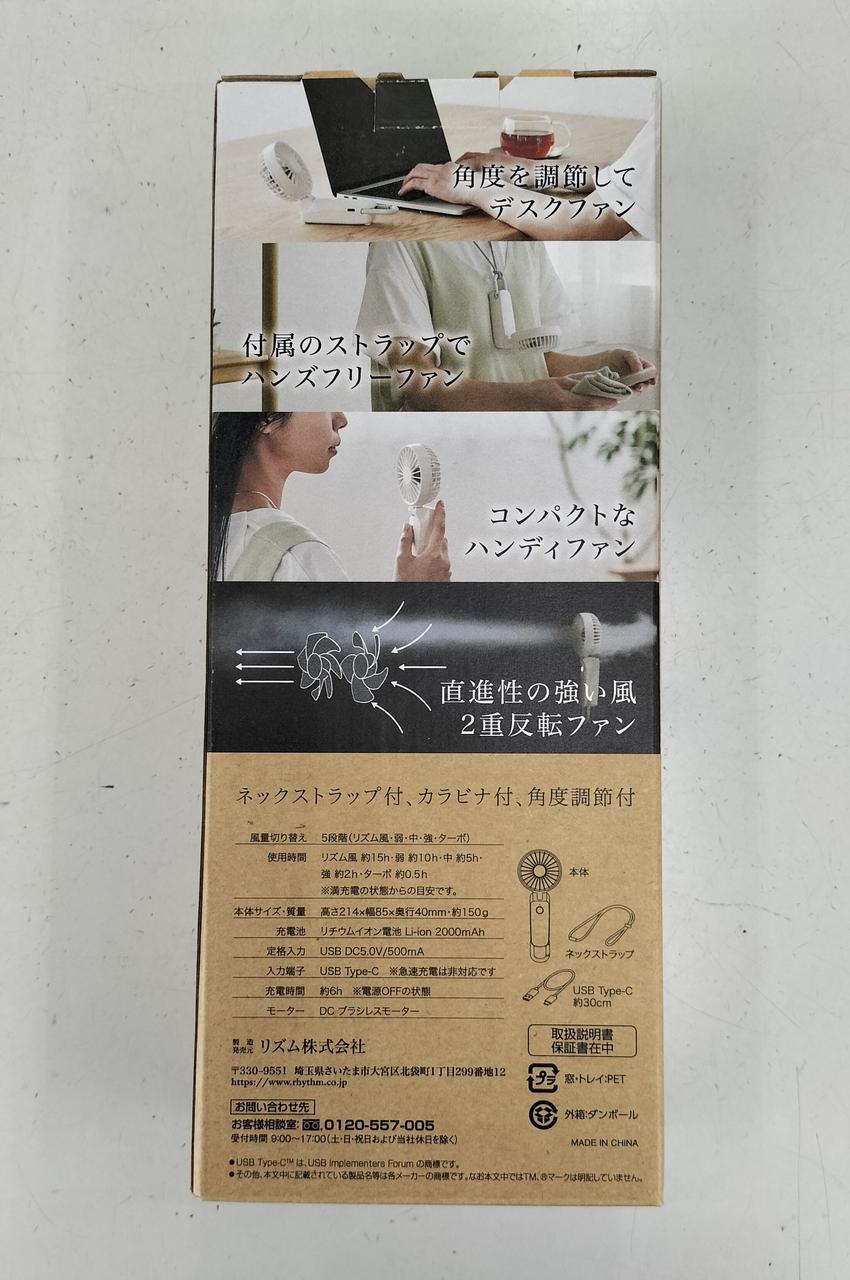 角度を調節して
デスクファン
付属のストラップで
ハンズフリーファン
コンパクトな
ハンディファン
直進性の強い風
2重反転ファン
ネックストラップ付、カラビナ付、角度調節付
風量切り替え 5段階(リズム風・弱・中・強・ターボ)
使用時間 リズム風 約15h・弱 約10h・中 約5h・
強 約2h・ターボ 約0.5h
※満充電の状態からの目安です。
本体サイズ・質量 高さ214×幅85×奥行40mm・約150g
充電池 リチウムイオン電池 Li-ion 2000mAh
定格入力 USB DC5.0V/500mA
入力端子 USB Type-C ※急速充電は非対応です
充電時間 約6h ※電源OFFの状態
モーター DC ブラシレスモーター
本体
ネックストラップ
USB Type-C
約30cm
製造発売元 リズム株式会社
〒330-9551 埼玉県さいたま市大宮区北袋町1丁目299番地12
https://www.rhythm.co.jp
お問い合わせ先
お客様相談室:0120-557-005
受付時間 9:00〜17:00(土・日・祝日および当社休日を除く)
取扱説明書
保証書在中
プラ 窓・トレイ:PET
外箱:ダンボール
MADE IN CHINA
●USB Type-C™ は、USB Implementers Forum の商標です。
●その他、本文中に記載されている製品名等は各メーカーの商標です。なお本文中ではTM、®マークは明記していません。